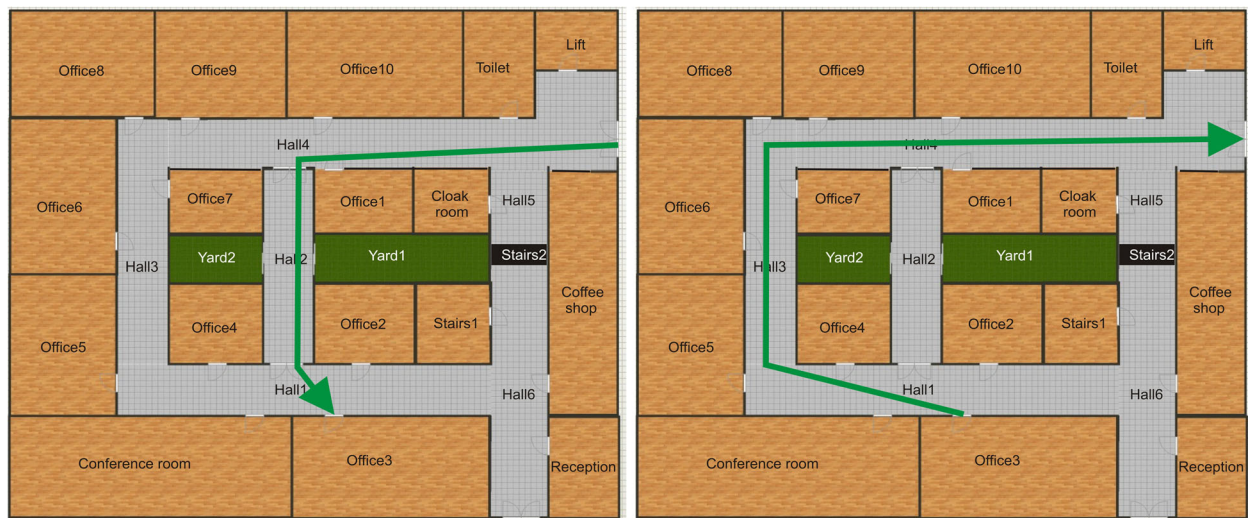 Office8
Office9
Office10
Toilet
Lift
Hall4
Office6
Office7
Office1
Cloak
room
Hall5
Hall3
Yard2
Hall2
Yard1
Stairs2
Coffee
shop
Office5
Office4
Office2
Stairs1
Hall1
Hall6
Conference room
Office3
Reception
Office8
Office9
Office10
Toilet
Lift
Hall4
Office6
Office7
Office1
Cloak
room
Hall5
Hall3
Yard2
Hall2
Yard1
Stairs2
Coffee
shop
Office5
Office4
Office2
Stairs1
Hall1
Hall6
Conference room
Office3
Reception